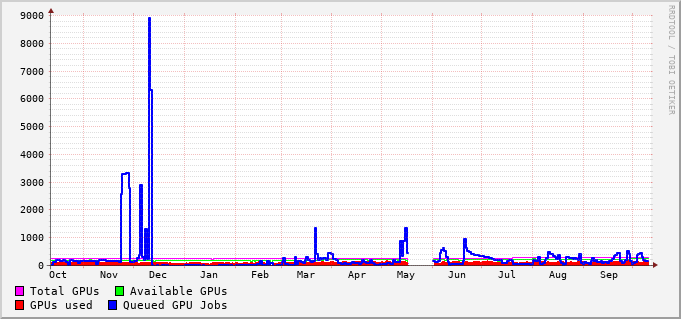 9000
8000
7000
6000
5000
4000
3000
2000
1000
0
Oct Nov Dec Jan Feb Mar Apr May Jun Jul Aug Sep
Total GPUs Available GPUs
GPUs used Queued GPU Jobs
RRDTOOL / TOBI OETIKER